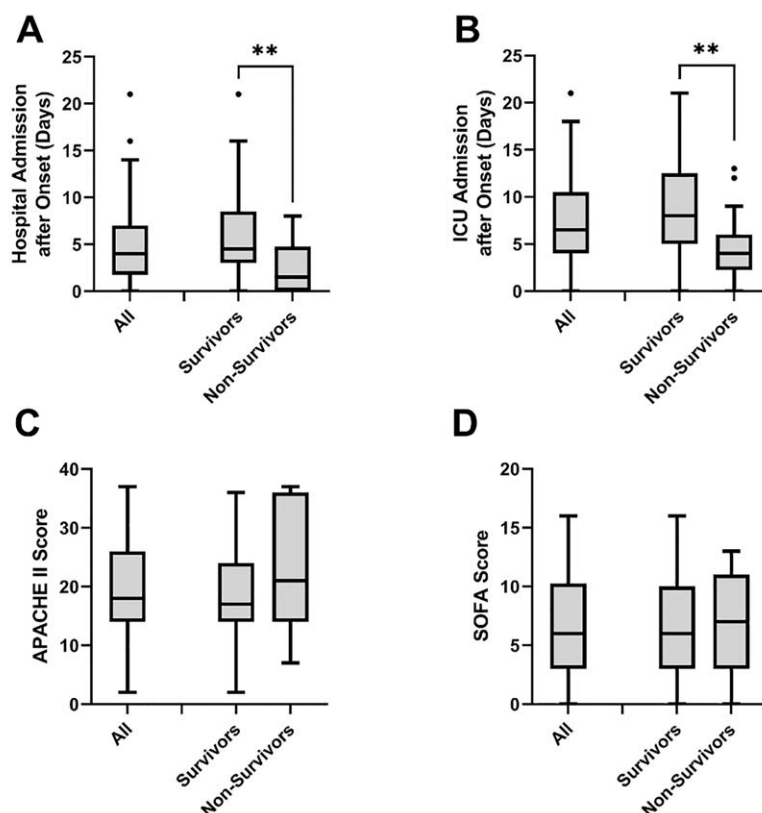 A
Hospital Admission
after Onset (Days)
25
20
15
10
5
0
**
All
Survivors
Non-Survivors
B
ICU Admission
after Onset (Days)
25
20
15
10
5
0
**
All
Survivors
Non-Survivors
C
APACHE II Score
40
30
20
10
0
All
Survivors
Non-Survivors
D
SOFA Score
20
15
10
5
0
All
Survivors
Non-Survivors